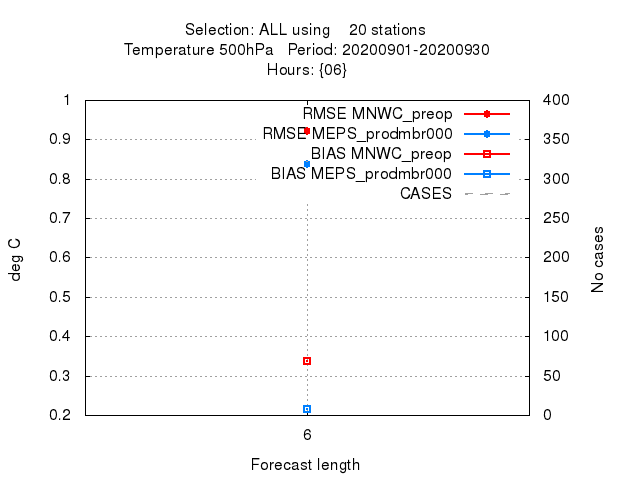 Selection: ALL using    20 stations
Temperature 500hPa   Period: 20200901-20200930
Hours: {06}
1
0.9
0.8
0.7
0.6
0.5
0.4
0.3
0.2
deg C
400
350
300
250
200
150
100
50
0
No cases
RMSE MNWC_preop
RMSE MEPS_prodmbr000
BIAS MNWC_preop
BIAS MEPS_prodmbr000
CASES
6
Forecast length